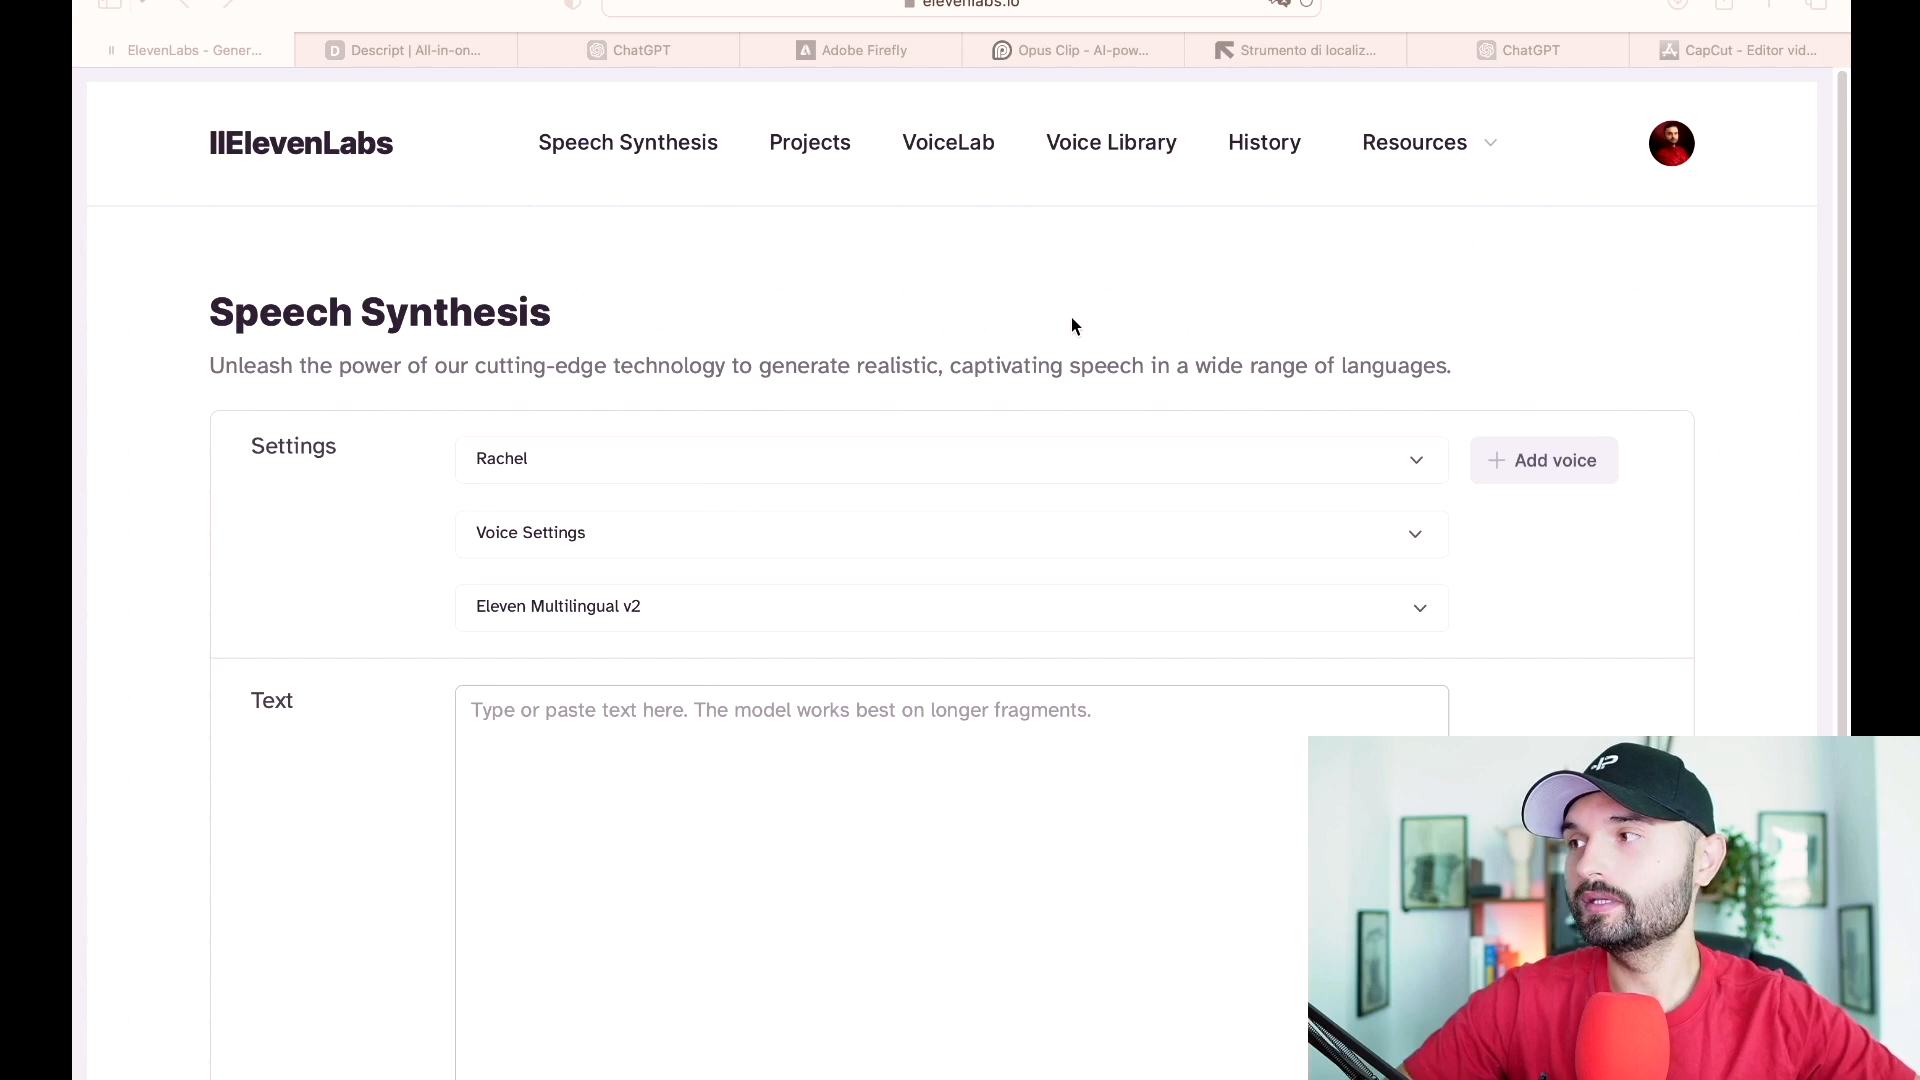 elevenlabs.io
ElevenLabs - Gener...
Descript | All-in-on...
ChatGPT
Adobe Firefly
Opus Clip - AI-pow...
Strumento di localiz...
ChatGPT
CapCut - Editor vid...
IIElevenLabs
Speech Synthesis
Projects
VoiceLab
Voice Library
History
Resources
Speech Synthesis
Unleash the power of our cutting-edge technology to generate realistic, captivating speech in a wide range of languages.
Settings
Rachel
Add voice
Voice Settings
Eleven Multilingual v2
Text
Type or paste text here. The model works best on longer fragments.